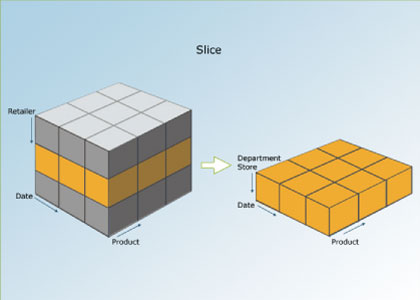 Slice
Retailer
Date
Product
Department
Store
Date
Product